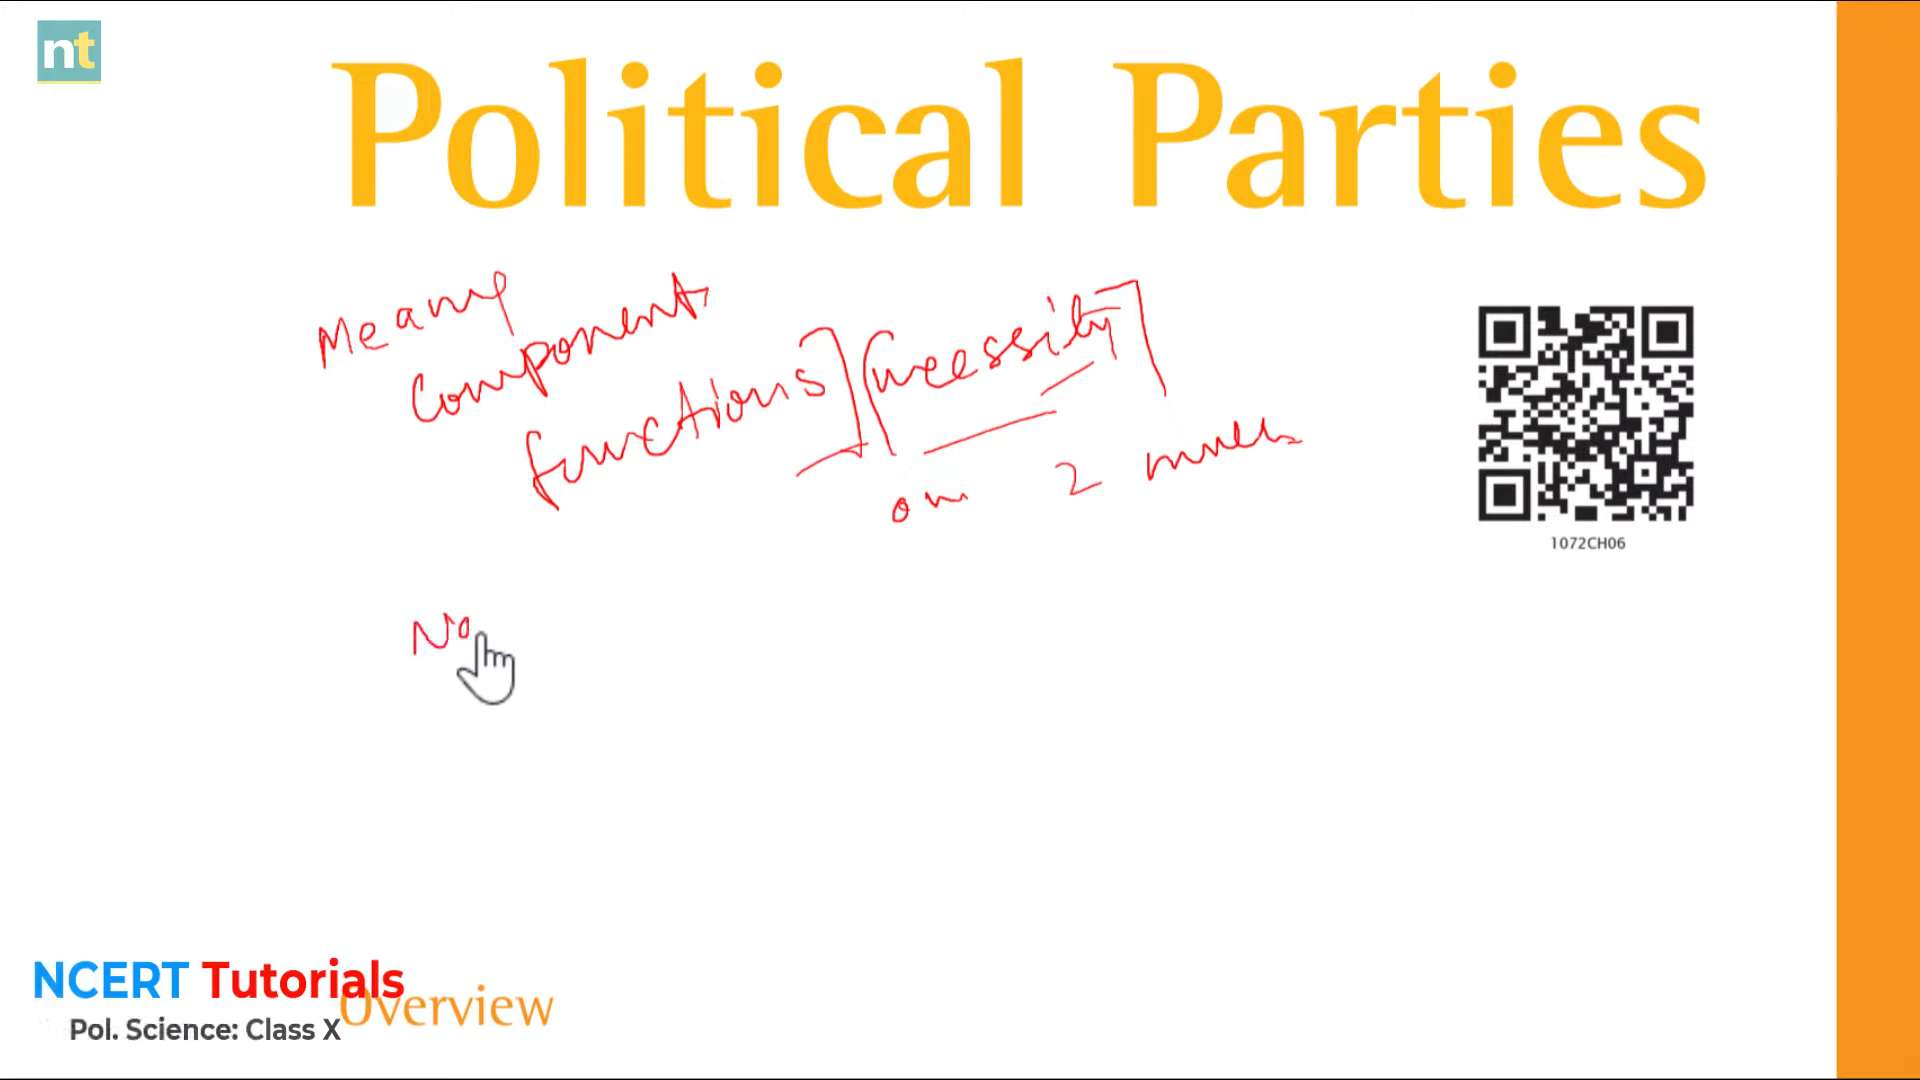 nt
Political Parties
Meaning
Components
functions] [necessity]
on 2 marks
1072CH06
No
NCERT Tutorials
Overview
Pol. Science: Class X